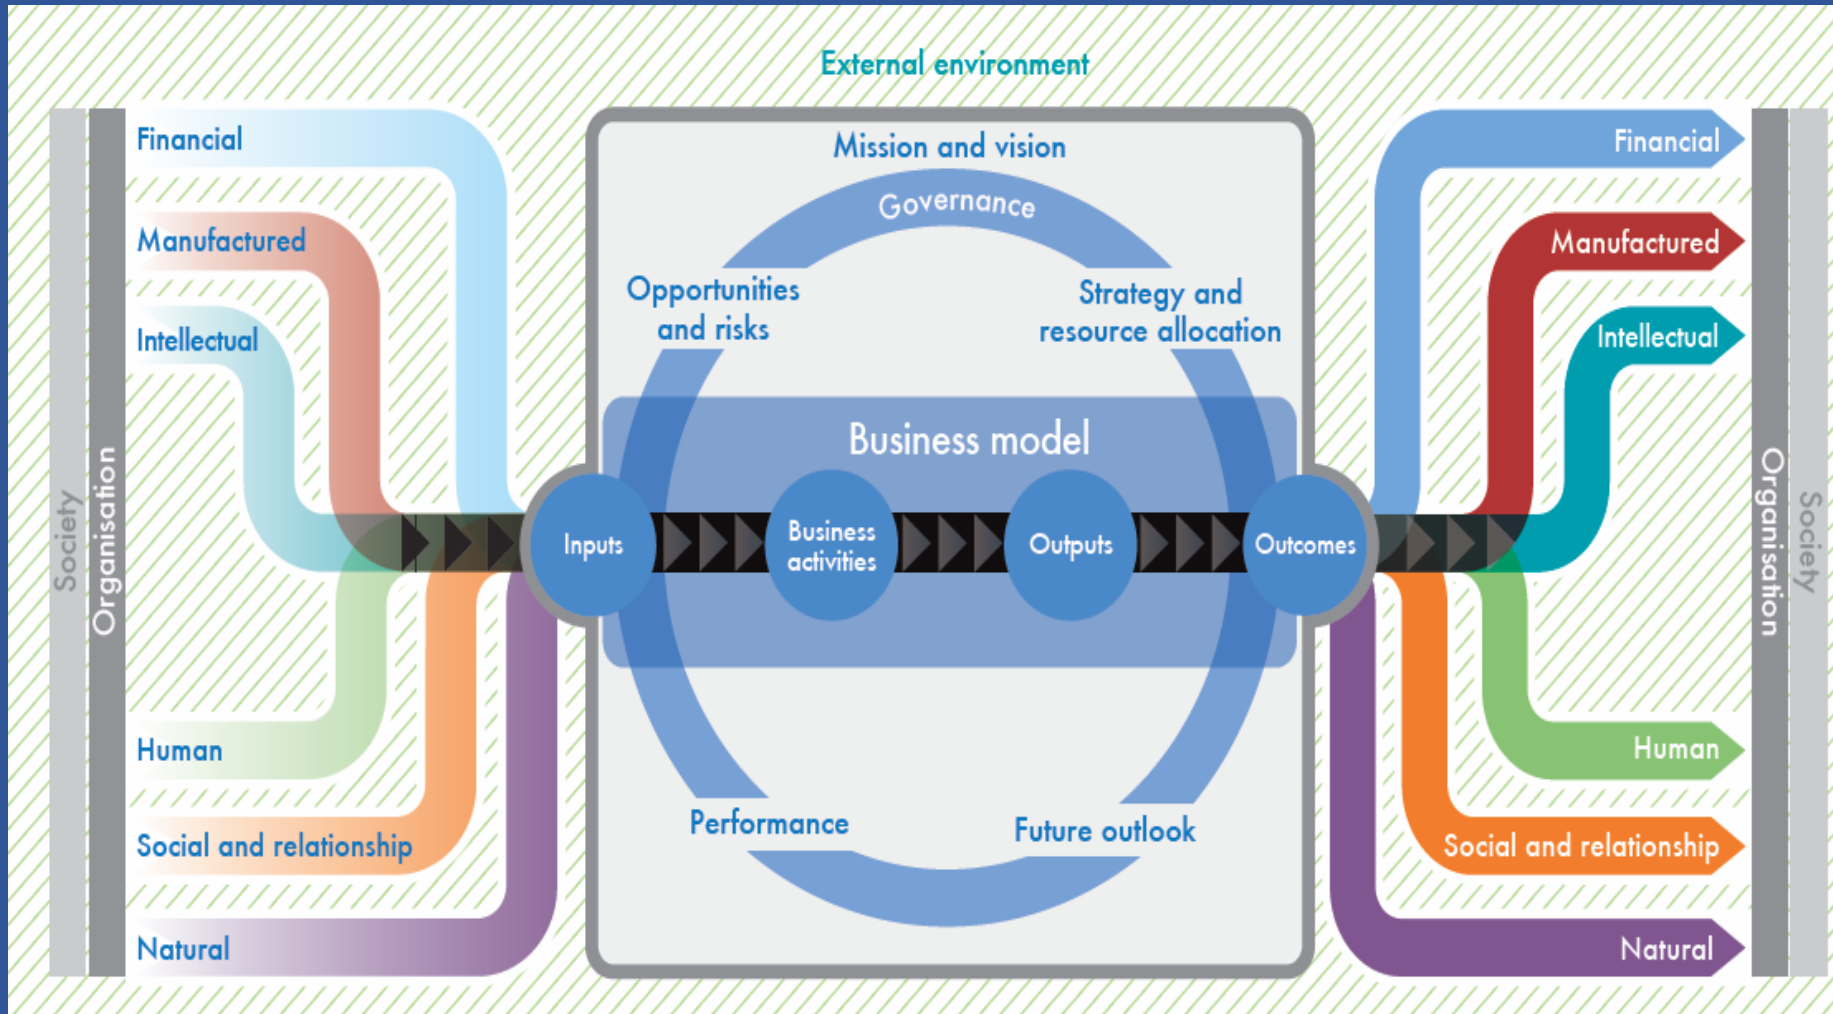 External environment
Society
Organisation
Financial
Manufactured
Intellectual
Human
Social and relationship
Natural
Mission and vision
Governance
Opportunities
and risks
Strategy and
resource allocation
Business model
Inputs
Business
activities
Outputs
Outcomes
Performance
Future outlook
Financial
Manufactured
Intellectual
Human
Social and relationship
Natural
Organisation
Society